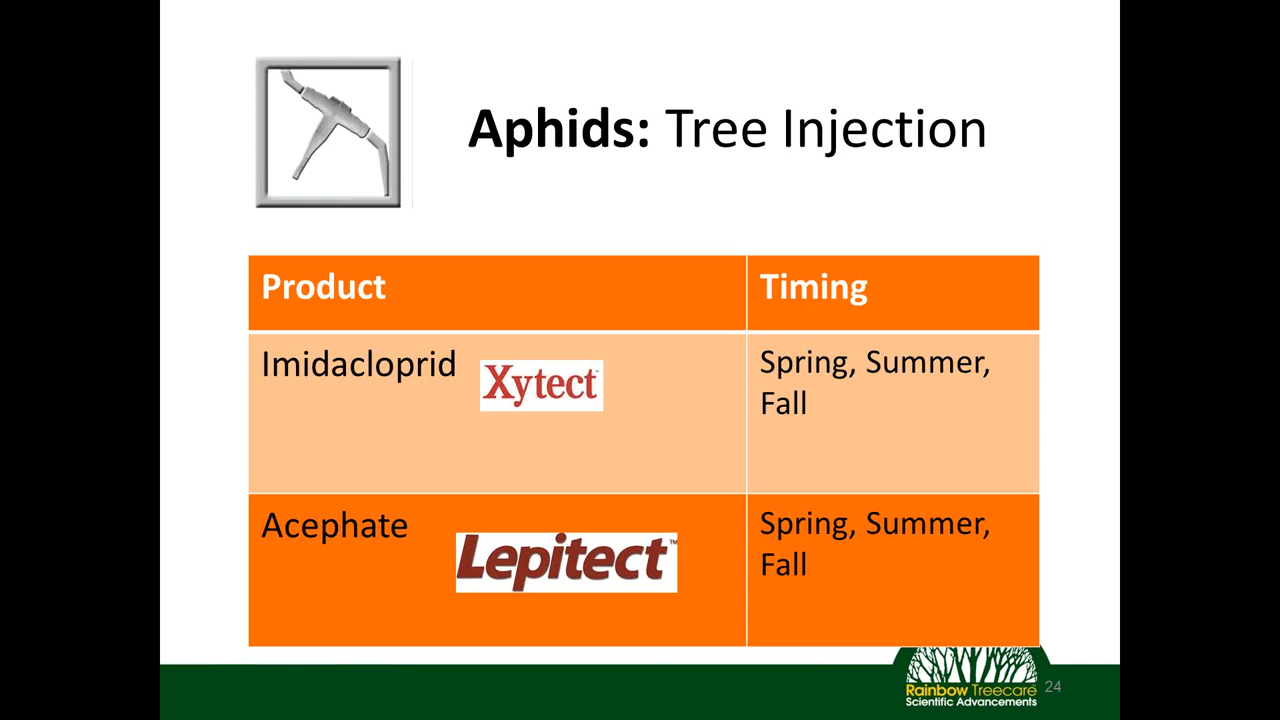 Aphids: Tree Injection
Product
Timing
Imidacloprid
Xytect
Spring, Summer,
Fall
Acephate
Lepitect™
Spring, Summer,
Fall
Rainbow Treecare
Scientific Advancements
24